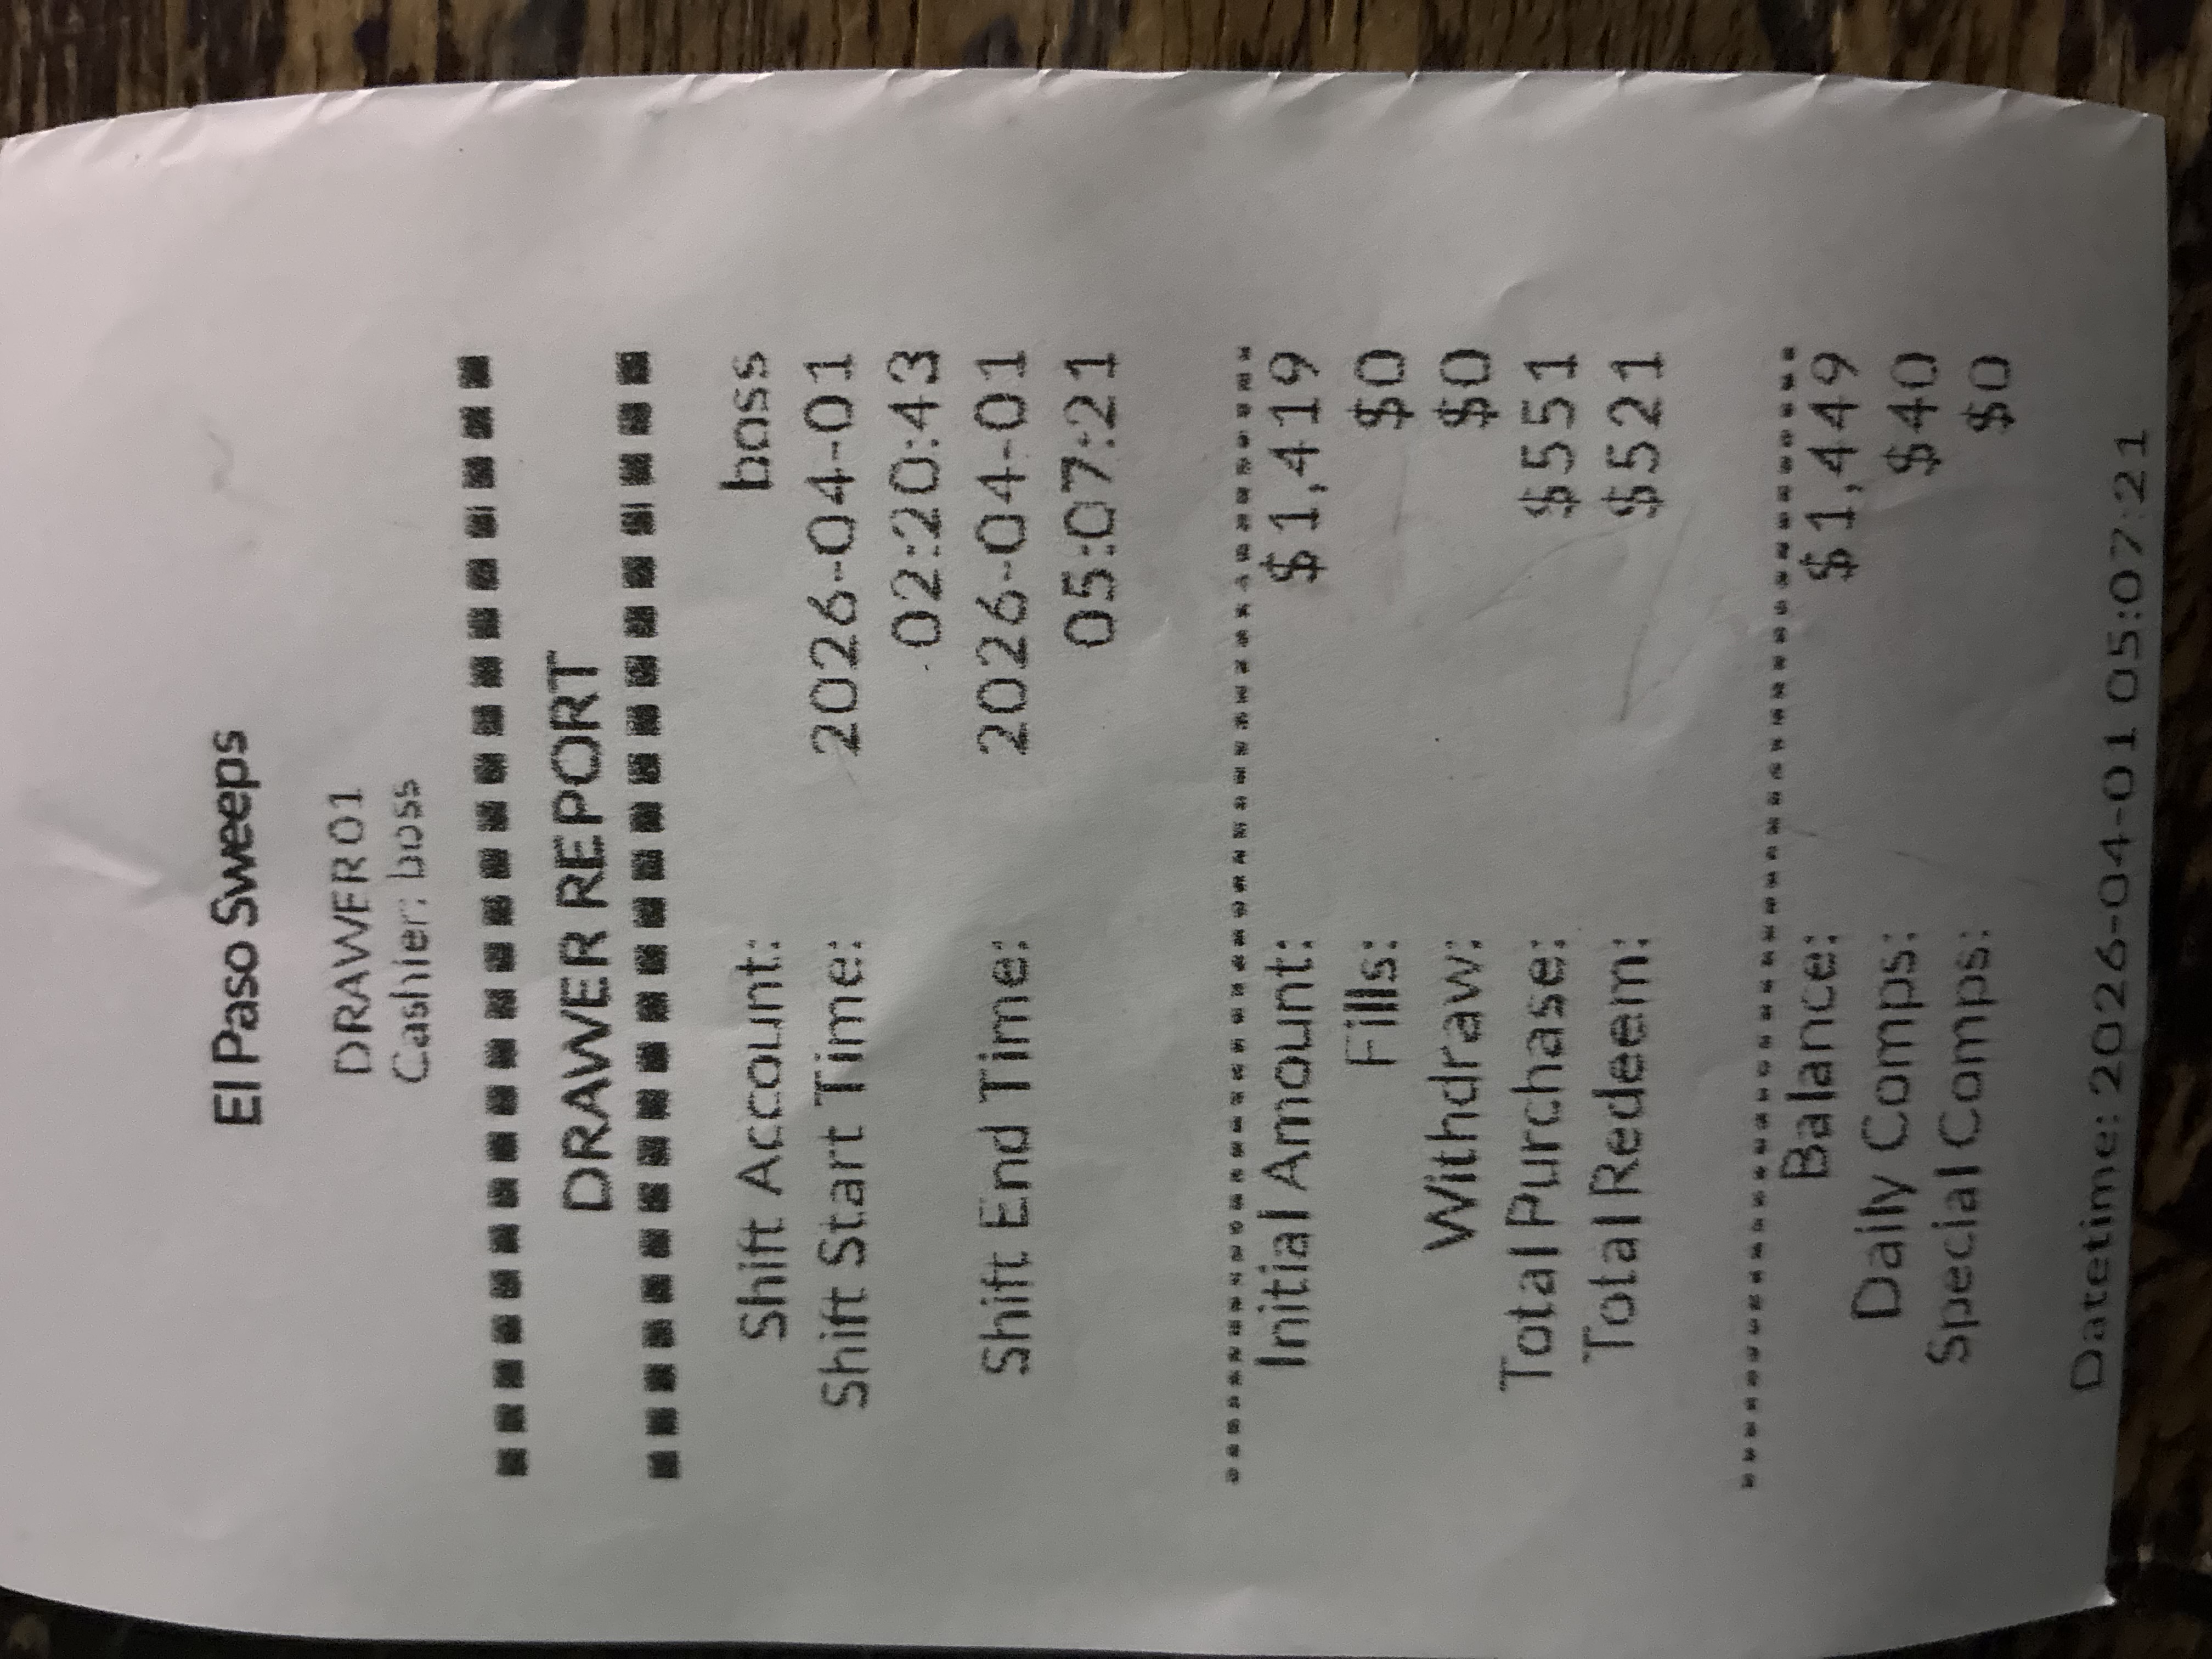 El Paso Sweeps
DRAWER01
Cashier: boss
DRAWER REPORT
Shift Account: boss
Shift Start Time: 2026-04-01
02:20:43
Shift End Time: 2026-04-01
05:07:21
Initial Amount: $1,419
Fills: $0
Withdraw: $0
Total Purchase: $551
Total Redeem: $521
Balance: $1,449
Daily Comps: $40
Special Comps: $0
Datetime: 2026-04-01 05:07:21